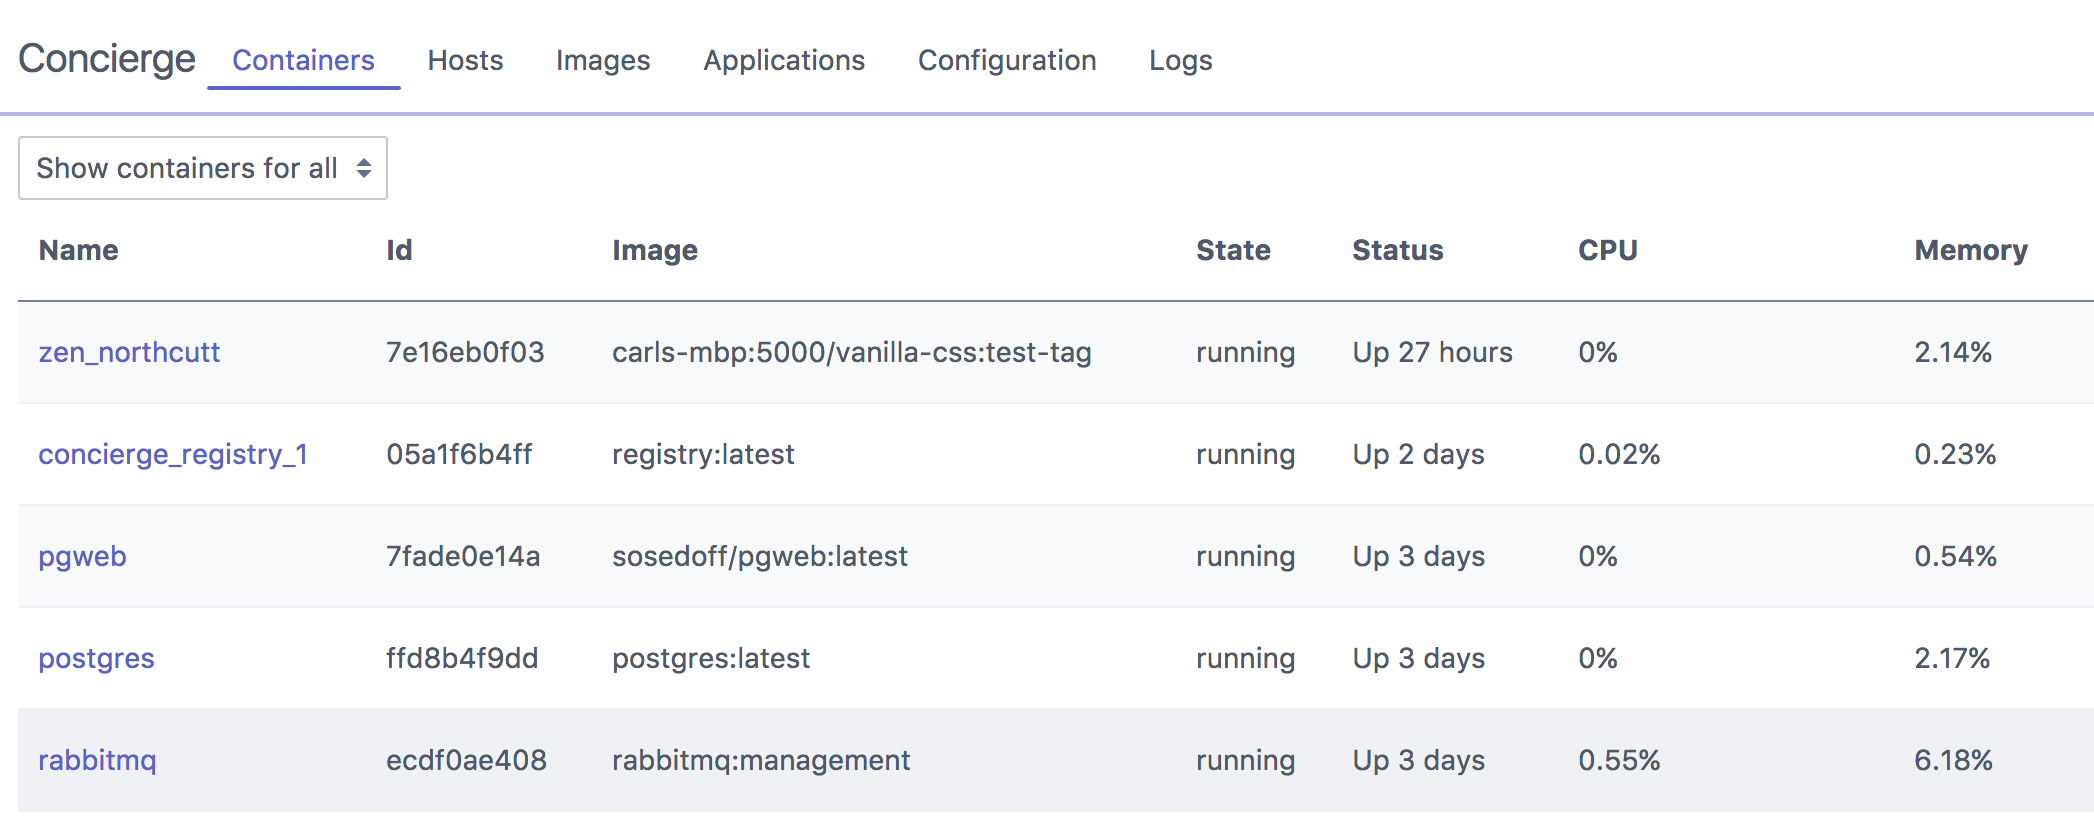 Concierge Containers Hosts Images Applications Configuration Logs
Show containers for all
Name Id Image State Status CPU Memory
zen_northcutt 7e16eb0f03 carls-mbp:5000/vanilla-css:test-tag running Up 27 hours 0% 2.14%
concierge_registry_1 05a1f6b4ff registry:latest running Up 2 days 0.02% 0.23%
pgweb 7fade0e14a sosedoff/pgweb:latest running Up 3 days 0% 0.54%
postgres ffd8b4f9dd postgres:latest running Up 3 days 0% 2.17%
rabbitmq ecdf0ae408 rabbitmq:management running Up 3 days 0.55% 6.18%